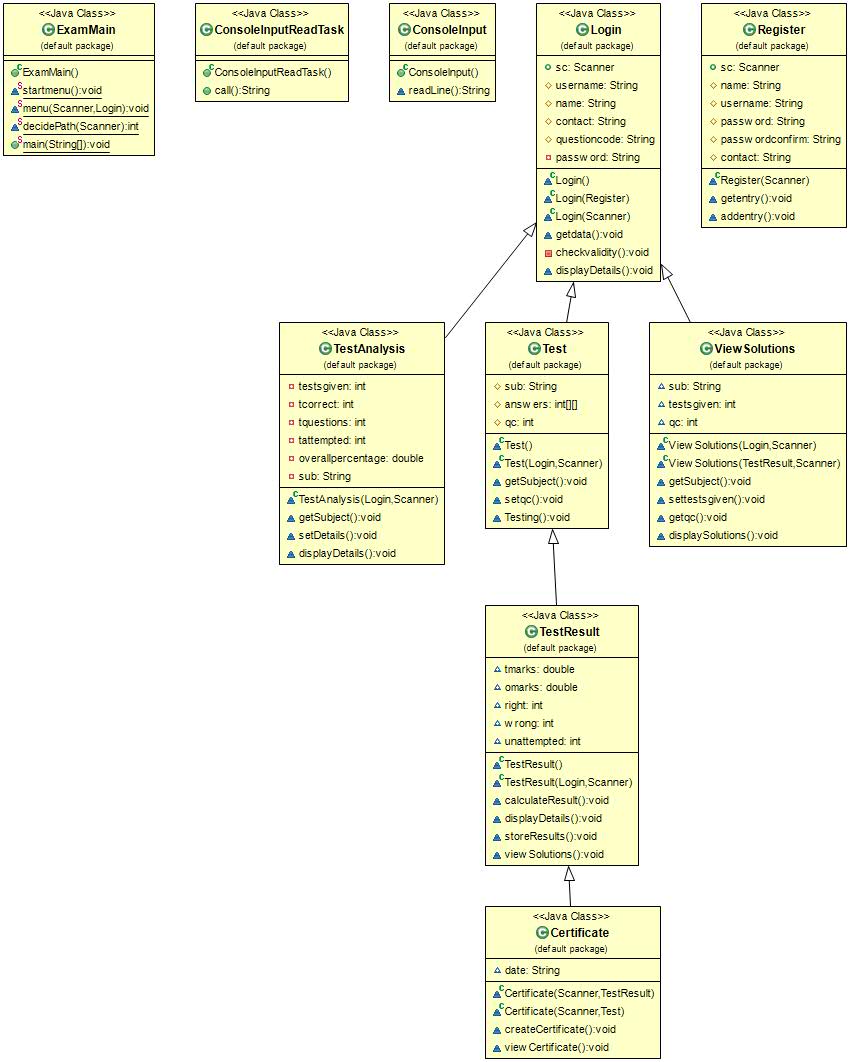 <<Java Class>>
ExamMain
(default package)
ExamMain()
startmenu():void
menu(Scanner,Login):void
decidePath(Scanner):int
main(String[]):void
<<Java Class>>
ConsoleInputReadTask
(default package)
ConsoleInputReadTask()
call():String
<<Java Class>>
ConsoleInput
(default package)
ConsoleInput()
readLine():String
<<Java Class>>
Login
(default package)
sc: Scanner
username: String
name: String
contact: String
questioncode: String
password: String
Login()
Login(Register)
Login(Scanner)
getdata():void
checkvalidity():void
displayDetails():void
<<Java Class>>
Register
(default package)
sc: Scanner
name: String
username: String
password: String
passwordconfirm: String
contact: String
Register(Scanner)
getentry():void
addentry():void
<<Java Class>>
TestAnalysis
(default package)
testsgiven: int
tcorrect: int
tquestions: int
tattempted: int
overallpercentage: double
sub: String
TestAnalysis(Login,Scanner)
getSubject():void
setDetails():void
displayDetails():void
<<Java Class>>
Test
(default package)
sub: String
answers: int[][]
qc: int
Test()
Test(Login,Scanner)
getSubject():void
setqc():void
Testing():void
<<Java Class>>
ViewSolutions
(default package)
sub: String
testsgiven: int
qc: int
ViewSolutions(Login,Scanner)
ViewSolutions(TestResult,Scanner)
getSubject():void
settestsgiven():void
getqc():void
displaySolutions():void
<<Java Class>>
TestResult
(default package)
tmarks: double
omarks: double
right: int
wrong: int
unattempted: int
TestResult()
TestResult(Login,Scanner)
calculateResult():void
displayDetails():void
storeResults():void
viewSolutions():void
<<Java Class>>
Certificate
(default package)
date: String
Certificate(Scanner,TestResult)
Certificate(Scanner,Test)
createCertificate():void
viewCertificate():void